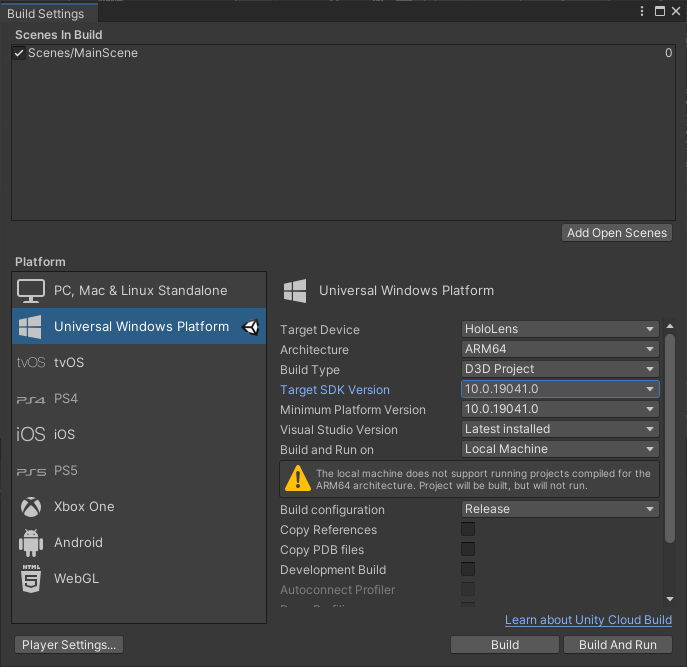 Build Settings
Scenes In Build
Scenes/MainScene 0
Add Open Scenes
Platform
PC, Mac & Linux Standalone
Universal Windows Platform
tvOS tvOS
PS4 PS4
iOS iOS
PS5 PS5
Xbox One
Android
HTML 5 WebGL
Universal Windows Platform
Target Device HoloLens
Architecture ARM64
Build Type D3D Project
Target SDK Version 10.0.19041.0
Minimum Platform Version 10.0.19041.0
Visual Studio Version Latest installed
Build and Run on Local Machine
The local machine does not support running projects compiled for the
ARM64 architecture. Project will be built, but will not run.
Build configuration Release
Copy References
Copy PDB files
Development Build
Autoconnect Profiler
Learn about Unity Cloud Build
Player Settings...
Build
Build And Run